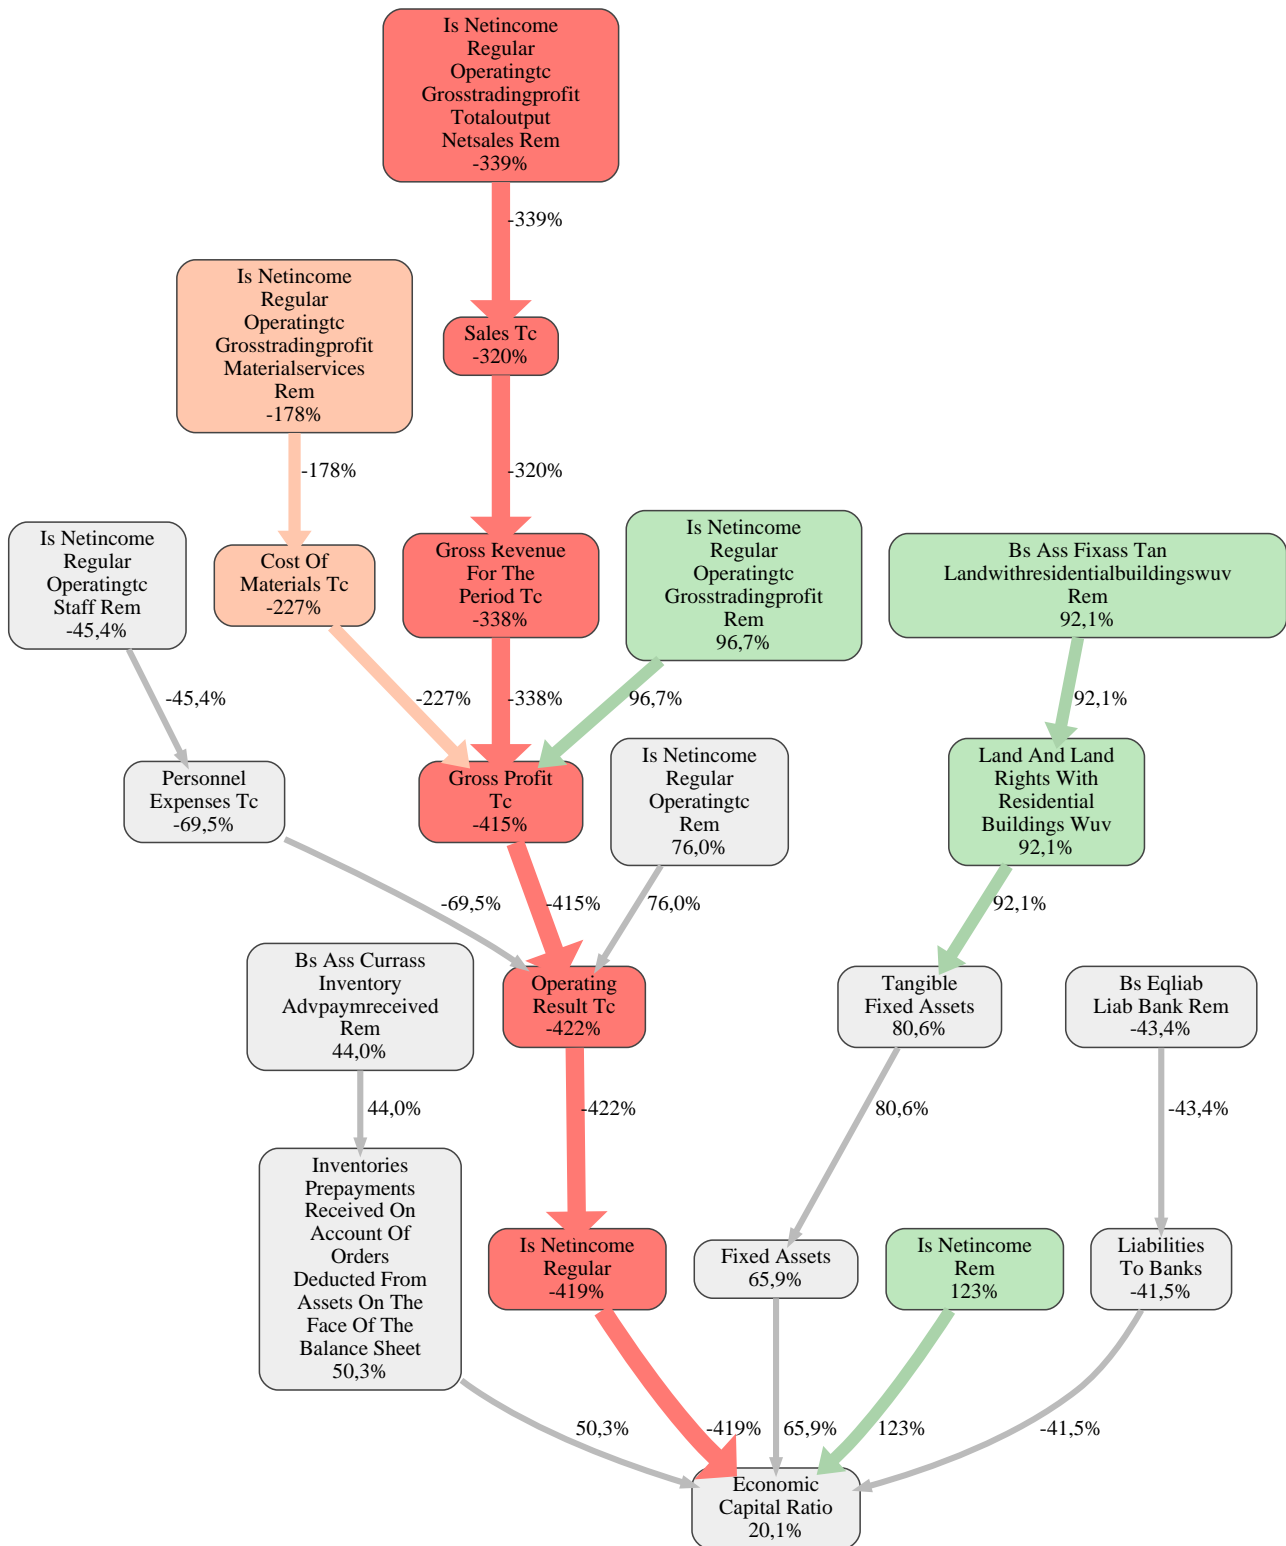 Is Netincome
Regular
Operatingtc
Grosstradingprofit
Totaloutput
Netsales Rem
-339%
-339%
Is Netincome
Regular
Operatingtc
Grosstradingprofit
Materialservices
Rem
-178%
Sales Tc
-320%
-178%
-320%
Is Netincome
Regular
Operatingtc
Staff Rem
-45,4%
Cost Of
Materials Tc
-227%
Gross Revenue
For The
Period Tc
-338%
Is Netincome
Regular
Operatingtc
Grosstradingprofit
Rem
96,7%
Bs Ass Fixass Tan
Landwithresidentialbuildingswuv
Rem
92,1%
-45,4%
-227%
-338%
96,7%
92,1%
Personnel
Expenses Tc
-69,5%
Gross Profit
Tc
-415%
Is Netincome
Regular
Operatingtc
Rem
76,0%
Land And Land
Rights With
Residential
Buildings Wuv
92,1%
-69,5%
-415%
76,0%
92,1%
Bs Ass Currass
Inventory
Advpaymreceived
Rem
44,0%
Operating
Result Tc
-422%
Tangible
Fixed Assets
80,6%
Bs Eqliab
Liab Bank Rem
-43,4%
44,0%
-422%
80,6%
-43,4%
Inventories
Prepayments
Received On
Account Of
Orders
Deducted From
Assets On The
Face Of The
Balance Sheet
50,3%
Is Netincome
Regular
-419%
Fixed Assets
65,9%
Is Netincome
Rem
123%
Liabilities
To Banks
-41,5%
50,3%
-419%
65,9%
123%
-41,5%
Economic
Capital Ratio
20,1%